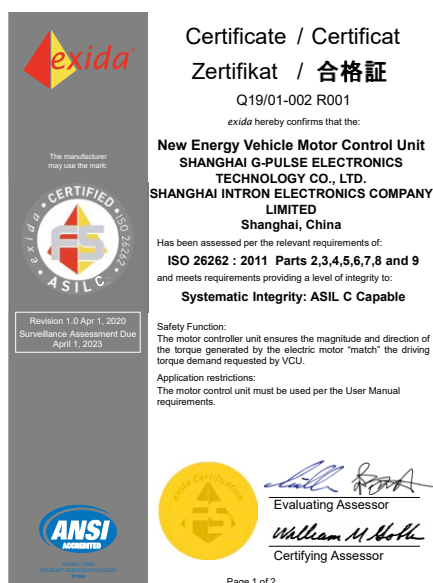 exida
Certificate / Certificat
Zertifikat / 合格証
Q19/01-002 R001
exida hereby confirms that the:
New Energy Vehicle Motor Control Unit
SHANGHAI G-PULSE ELECTRONICS
TECHNOLOGY CO., LTD.
SHANGHAI INTRON ELECTRONICS COMPANY
LIMITED
Shanghai, China
Has been assessed per the relevant requirements of:
ISO 26262 : 2011 Parts 2,3,4,5,6,7,8 and 9
and meets requirements providing a level of integrity to:
Systematic Integrity: ASIL C Capable
Safety Function:
The motor controller unit ensures the magnitude and direction of
the torque generated by the electric motor “match” the driving
torque demand requested by VCU.
Application restrictions:
The motor control unit must be used per the User Manual
requirements.
The manufacturer
may use the mark:
exida CERTIFIED ISO 26262
FS
ASIL C
Revision 1.0 Apr 1, 2020
Surveillance Assessment Due
April 1, 2023
ANSI
ACCREDITED
PRODUCT CERTIFICATION BODY
exida Certification
FS
Evaluating Assessor
William M Goble
Certifying Assessor
Page 1 of 2